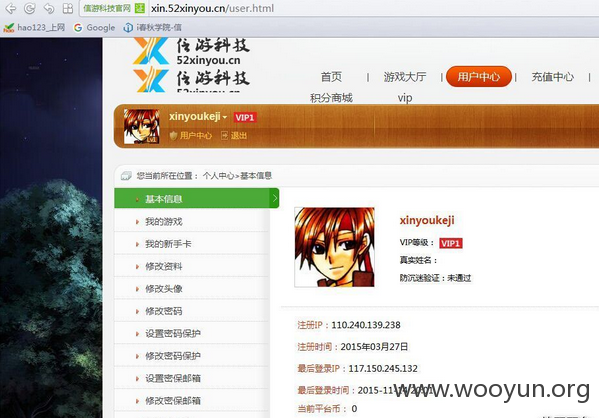 信游科技官网 证 xin.52xinyou.cn/user.html
hao123_上网 Google i春秋学院-信
信游科技
52xinyou.cn
信游科技
52xinyou.cn
首页 | 游戏大厅 | 用户中心 | 充值中心 |
积分商城 vip
xinyoukeji VIP1
用户中心 退出
您当前所在位置： 个人中心>基本信息
基本信息
我的游戏
我的新手卡
修改资料
修改头像
修改密码
设置密码保护
修改密码保护
设置密保邮箱
修改密保邮箱
xinyoukeji
VIP等级： VIP1
真实姓名：
防沉迷验证：未通过
注册IP：110.240.139.238
注册时间：2015年03月27日
最后登录IP：117.150.245.132
最后登录时间：2015-11-
当前平台币： 0
www.wooyun.org